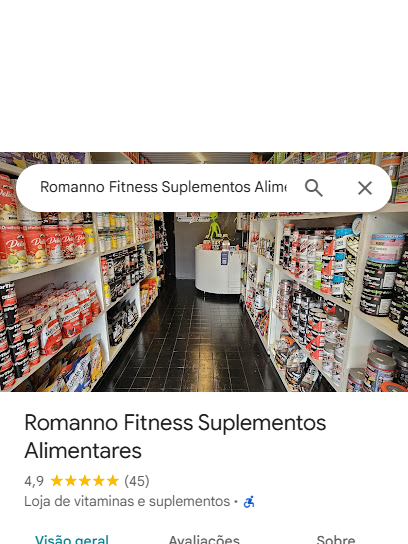 Romanno Fitness Suplementos Alime
Romanno Fitness Suplementos
Alimentares
4,9 ★★★★★ (45)
Loja de vitaminas e suplementos ·
Visão geral Avaliações Sobre